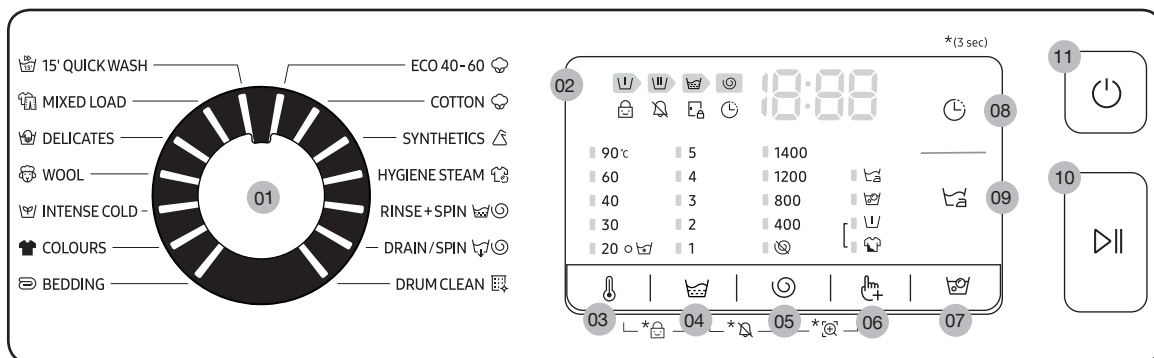 *(3 sec)
15' QUICK WASH
MIXED LOAD
DELICATES
WOOL
INTENSE COLD
COLOURS
BEDDING
ECO 40-60
COTTON
SYNTHETICS
HYGIENE STEAM
RINSE+SPIN
DRAIN/SPIN
DRUM CLEAN
01
02
18:88
90℃ 5 1400
60 4 1200
40 3 800
30 2 400
20 1
03 04 05 06 07
* * *
08
09
10
11